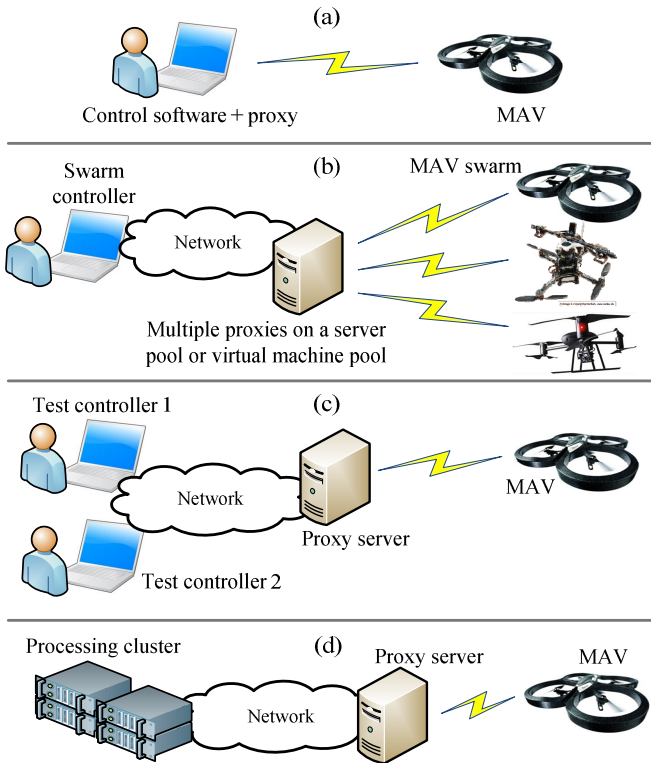 (a)
Control software + proxy
MAV
(b)
Swarm
controller
MAV swarm
Network
Multiple proxies on a server
pool or virtual machine pool
(c)
Test controller 1
Network
MAV
Proxy server
Test controller 2
(d)
Processing cluster
Proxy server
MAV
Network